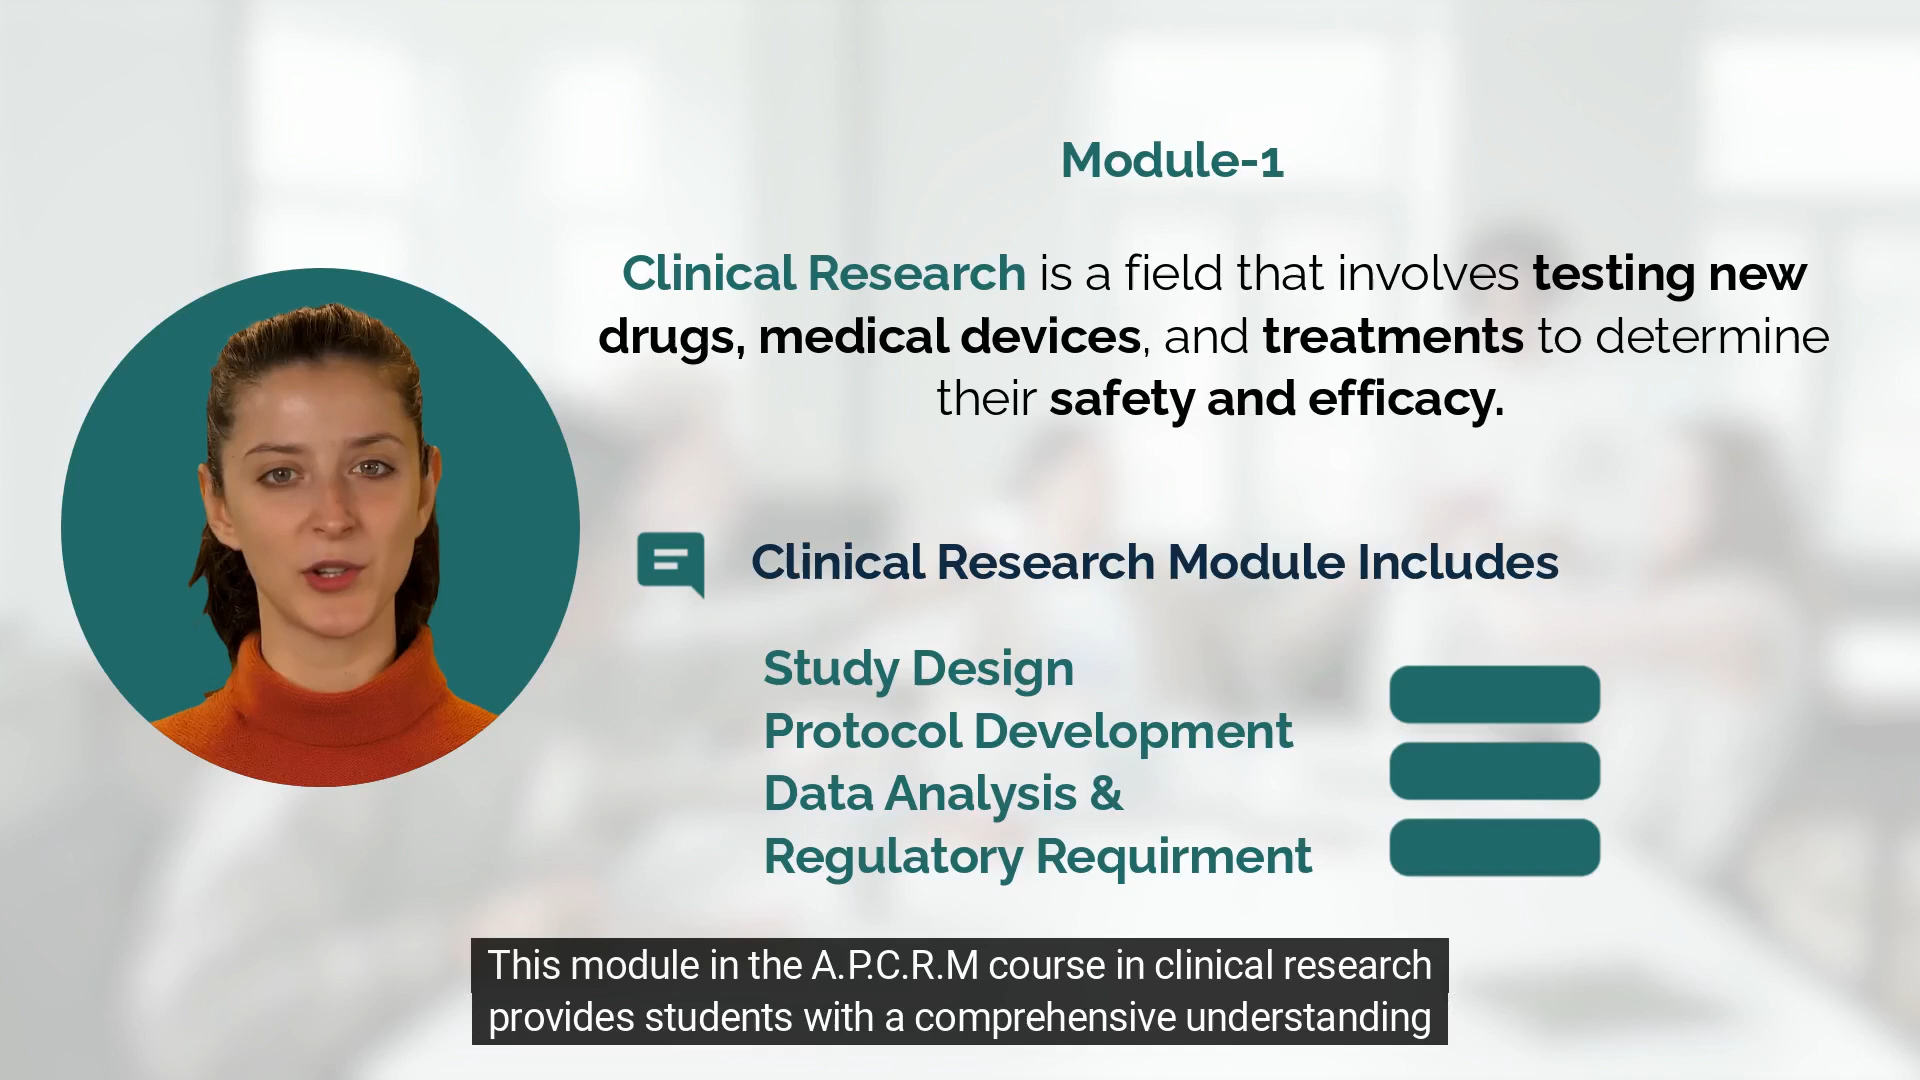 Module-1
Clinical Research is a field that involves testing new
drugs, medical devices, and treatments to determine
their safety and efficacy.
Clinical Research Module Includes
Study Design
Protocol Development
Data Analysis &
Regulatory Requirment
This module in the A.P.C.R.M course in clinical research
provides students with a comprehensive understanding